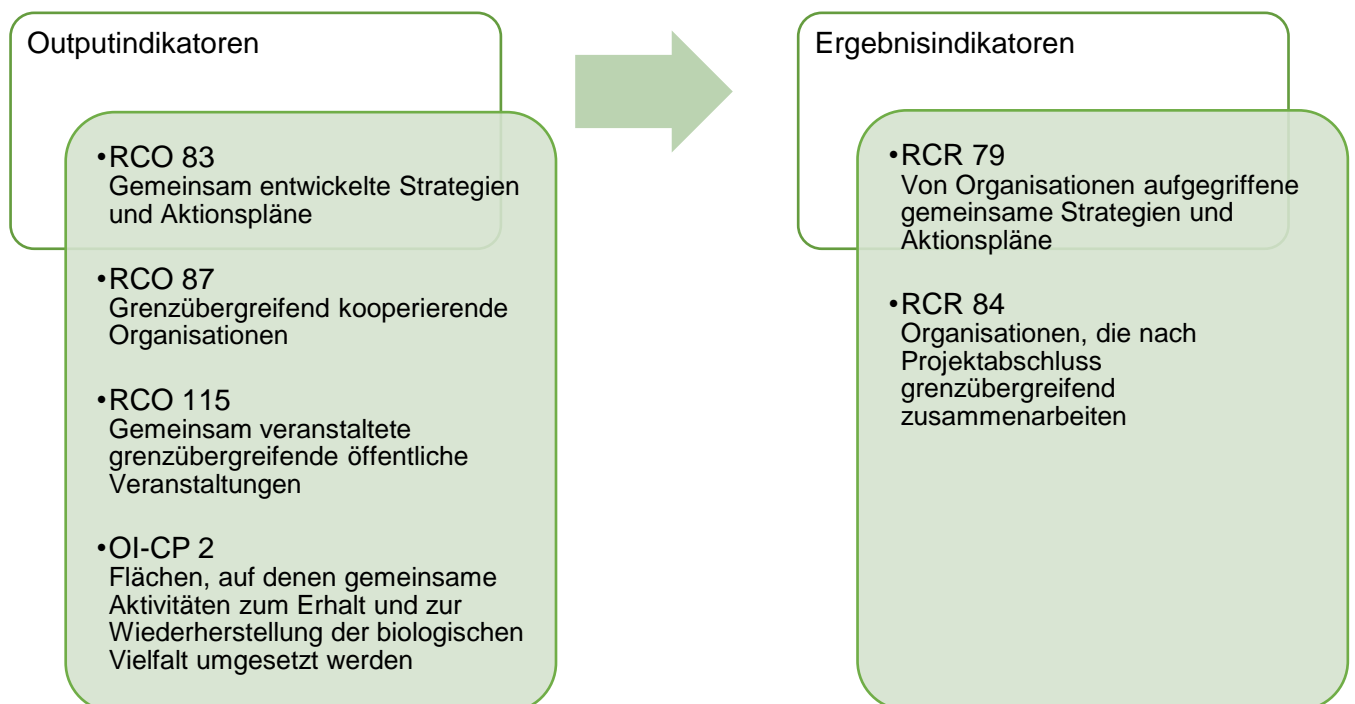 Outputindikatoren
•RCO 83
Gemeinsam entwickelte Strategien
und Aktionspläne
•RCO 87
Grenzübergreifend kooperierende
Organisationen
•RCO 115
Gemeinsam veranstaltete
grenzübergreifende öffentliche
Veranstaltungen
•OI-CP 2
Flächen, auf denen gemeinsame
Aktivitäten zum Erhalt und zur
Wiederherstellung der biologischen
Vielfalt umgesetzt werden
Ergebnisindikatoren
•RCR 79
Von Organisationen aufgegriffene
gemeinsame Strategien und
Aktionspläne
•RCR 84
Organisationen, die nach
Projektabschluss
grenzübergreifend
zusammenarbeiten